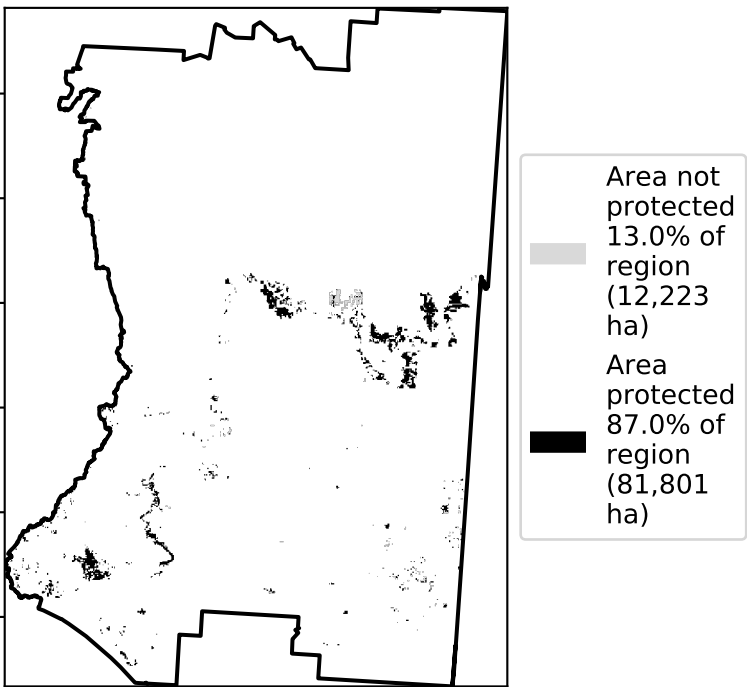 Area not
protected
13.0% of
region
(12,223
ha)
Area
protected
87.0% of
region
(81,801
ha)